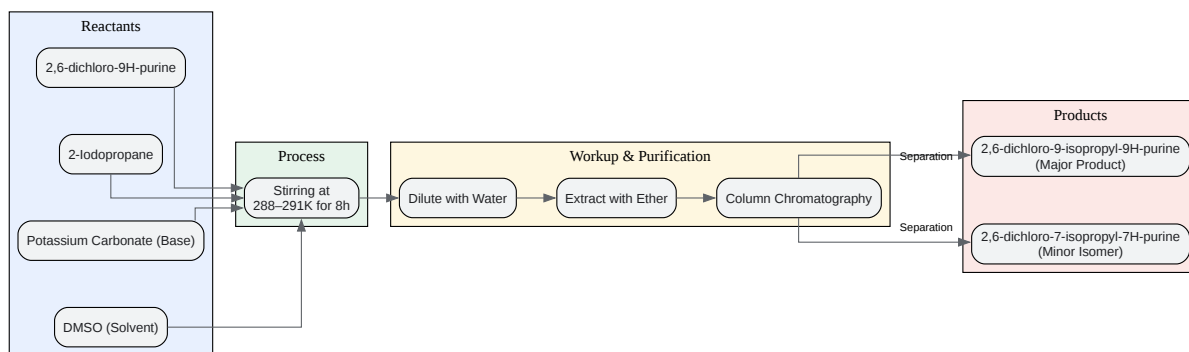 Reactants
2,6-dichloro-9H-purine
2-Iodopropane
Potassium Carbonate (Base)
DMSO (Solvent)
Process
Stirring at
288–291K for 8h
Workup & Purification
Dilute with Water
Extract with Ether
Column Chromatography
Separation
Separation
Products
2,6-dichloro-9-isopropyl-9H-purine
(Major Product)
2,6-dichloro-7-isopropyl-7H-purine
(Minor Isomer)